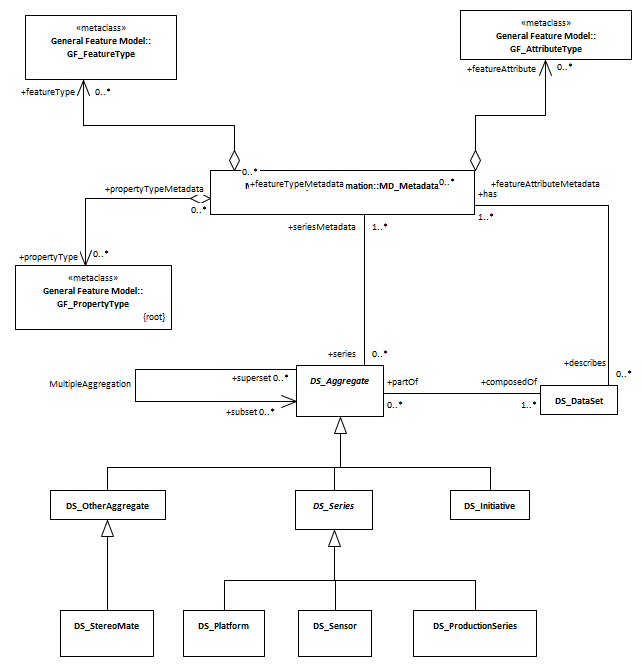 «metaclass»
General Feature Model::
GF_FeatureType
«metaclass»
General Feature Model::
GF_AttributeType
+featureType
0..*
+featureAttribute
0..*
0..*
+propertyTypeMetadata
+featureTypeMetadata
mation::MD_Metadata
0..*
+featureAttributeMetadata
+has
0..*
1..*
+seriesMetadata
1..*
+propertyType
0..*
«metaclass»
General Feature Model::
GF_PropertyType
{root}
+series
0..*
+describes
0..*
MultipleAggregation
+superset 0..*
+subset 0..*
DS_Aggregate
+partOf
0..*
+composedOf
1..*
DS_DataSet
DS_OtherAggregate
DS_Series
DS_Initiative
DS_StereoMate
DS_Platform
DS_Sensor
DS_ProductionSeries